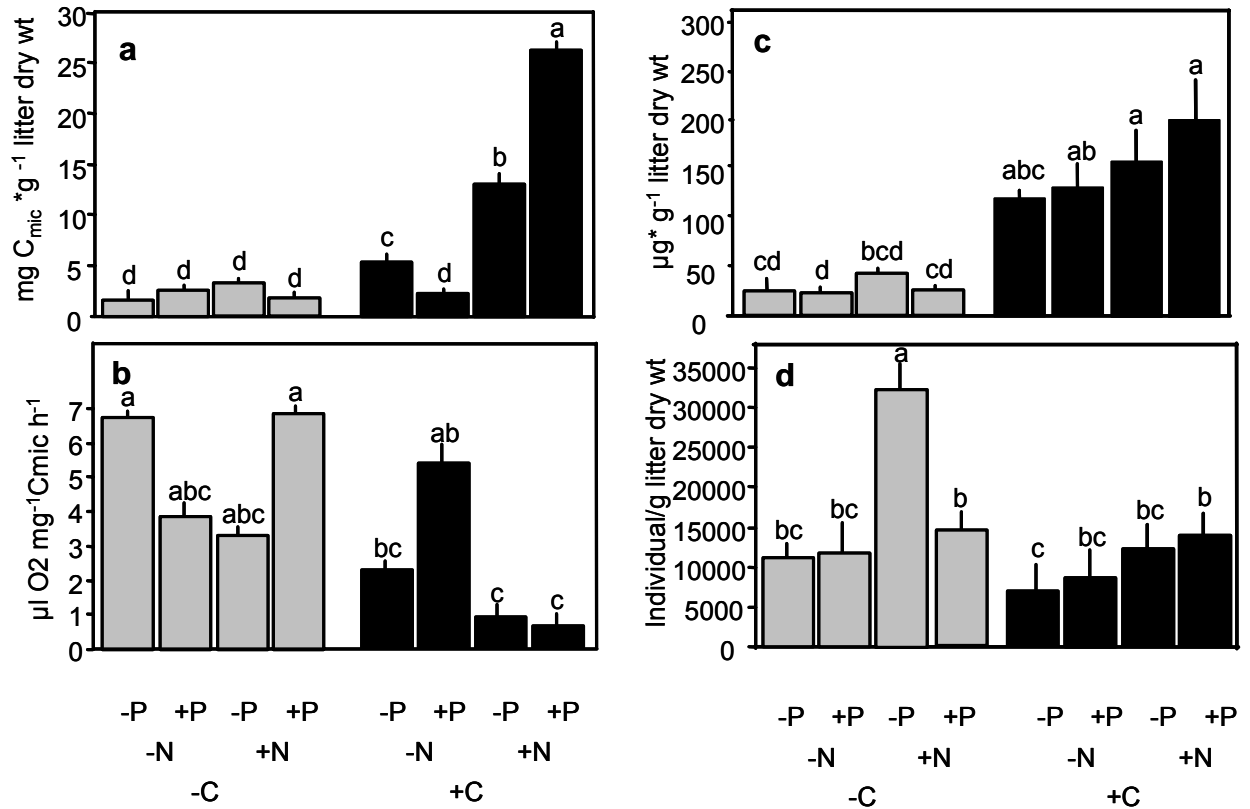 a
mg Cmic *g -1 litter dry wt
30
25
20
15
10
5
0
d d d d c d b a
c
µg* g-1 litter dry wt
300
250
200
150
100
50
0
cd d bcd cd abc ab a a
b
µl O2 mg-1Cmic h-1
7
6
5
4
3
2
1
0
a abc abc a bc ab c c
d
Individual/g litter dry wt
35000
30000
25000
20000
15000
10000
5000
0
bc bc a b c bc bc b
-P +P -P +P -P +P -P +P
-N +N -N +N
-C +C
-P +P -P +P -P +P -P +P
-N +N -N +N
-C +C